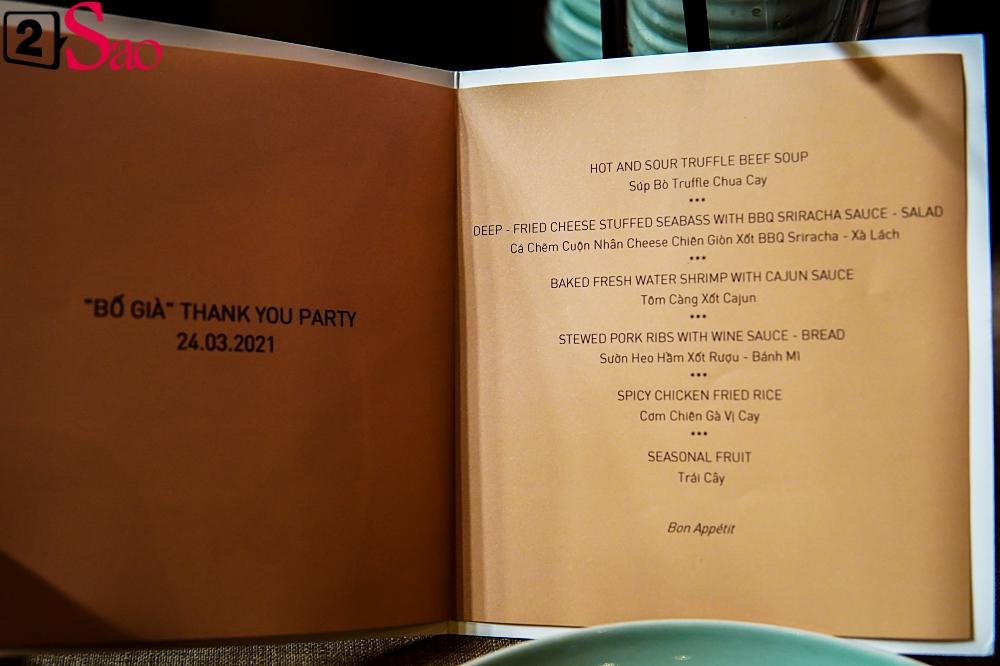 2Sao
"BỐ GIÀ" THANK YOU PARTY
24.03.2021
HOT AND SOUR TRUFFLE BEEF SOUP
Súp Bò Truffle Chua Cay
***
DEEP - FRIED CHEESE STUFFED SEABASS WITH BBQ SRIRACHA SAUCE - SALAD
Cá Chẽm Cuộn Nhân Cheese Chiên Giòn Xốt BBQ Sriracha - Xà Lách
***
BAKED FRESH WATER SHRIMP WITH CAJUN SAUCE
Tôm Càng Xốt Cajun
***
STEWED PORK RIBS WITH WINE SAUCE - BREAD
Sườn Heo Hầm Xốt Rượu - Bánh Mì
***
SPICY CHICKEN FRIED RICE
Cơm Chiên Gà Vị Cay
***
SEASONAL FRUIT
Trái Cây
Bon Appétit